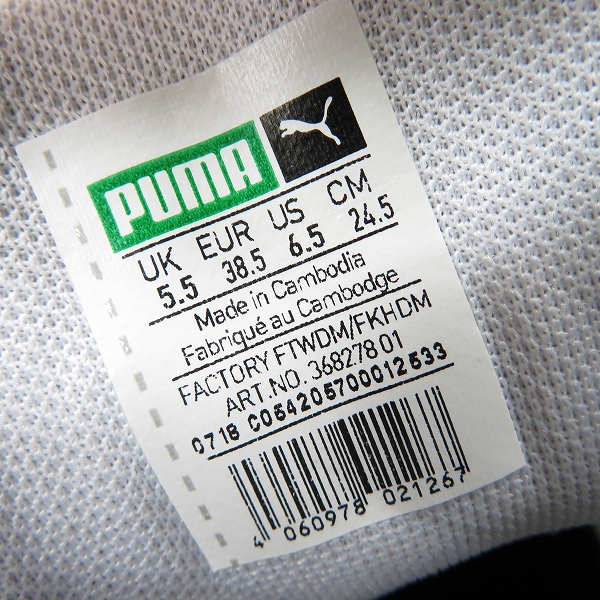 PUMA
UK EUR US CM
5.5 38.5 6.5 24.5
Made in Cambodia
Fabriqué au Cambodge
FACTORY FTWDM/FKHDM
ART.NO. 368278 01
0718 C054205700012533
4 060978 021267